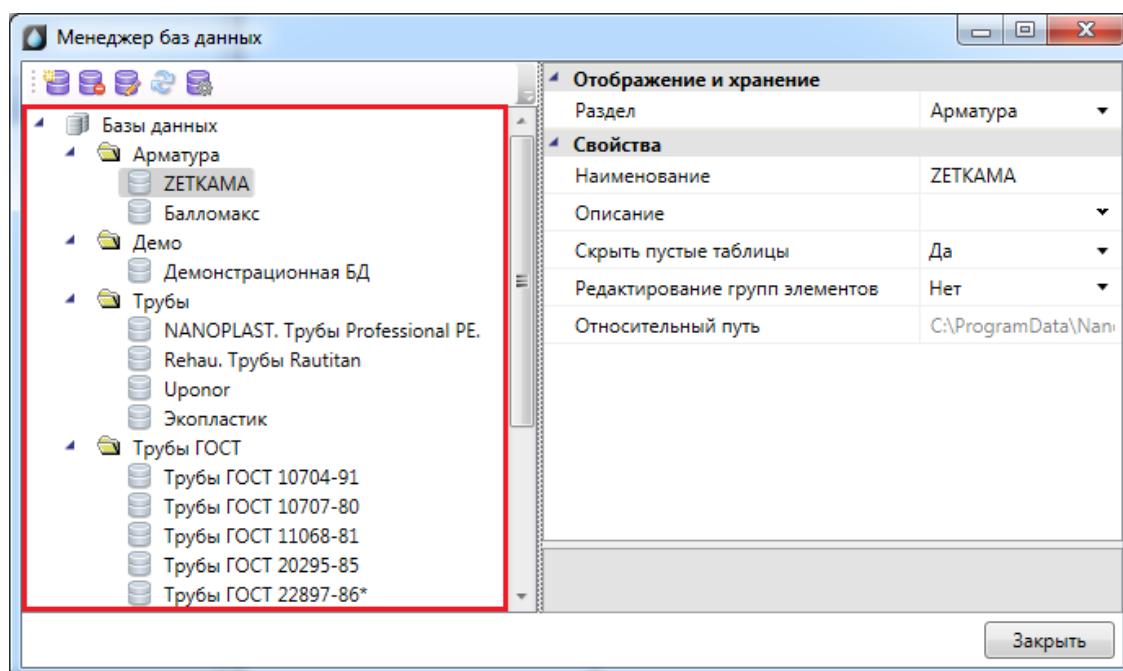 Менеджер баз данных
Базы данных
Арматура
ZETKAMA
Балломакс
Демо
Демонстрационная БД
Трубы
NANOPLAST. Трубы Professional PE.
Rehau. Трубы Rautitan
Uponor
Экопластик
Трубы ГОСТ
Трубы ГОСТ 10704-91
Трубы ГОСТ 10707-80
Трубы ГОСТ 11068-81
Трубы ГОСТ 20295-85
Трубы ГОСТ 22897-86*
Отображение и хранение
Раздел Арматура
Свойства
Наименование ZETKAMA
Описание
Скрыть пустые таблицы Да
Редактирование групп элементов Нет
Относительный путь C:\ProgramData\Nan
Закрыть